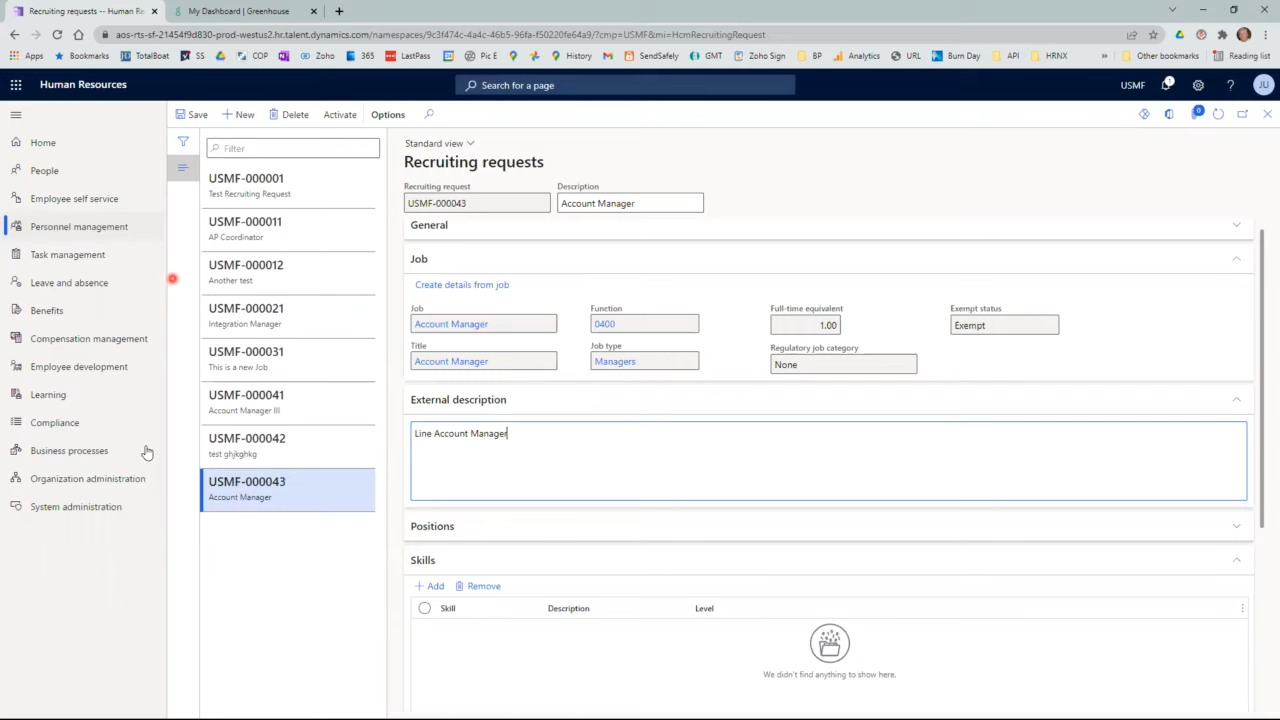 Recruiting requests -- Human Re
My Dashboard | Greenhouse
aos-rts-sf-21454f9d830-prod-westus2.hr.talent.dynamics.com/namespaces/9c3f474c-4a4c-46b5-96fa-f50220fe64a9/?cmp=USMF&mi=HcmRecruitingRequest
Apps Bookmarks TotalBoat SS COP Zoho 365 LastPass Pic E History SendSafely GMT Zoho Sign BP Analytics URL Burn Day API HRNX » Other bookmarks Reading list
Human Resources
Search for a page
USMF 1 ? JU
Save New Delete Activate Options
0
Home
People
Employee self service
Personnel management
Task management
Leave and absence
Benefits
Compensation management
Employee development
Learning
Compliance
Business processes
Organization administration
System administration
Filter
USMF-000001
Test Recruiting Request
USMF-000011
AP Coordinator
USMF-000012
Another test
USMF-000021
Integration Manager
USMF-000031
This is a new Job
USMF-000041
Account Manager III
USMF-000042
test ghjkghkg
USMF-000043
Account Manager
Standard view
Recruiting requests
Recruiting request Description
USMF-000043 Account Manager
General
Job
Create details from job
Job Function Full-time equivalent Exempt status
Account Manager 0400 1.00 Exempt
Title Job type Regulatory job category
Account Manager Managers None
External description
Line Account Manager
Positions
Skills
Add Remove
Skill Description Level
We didn't find anything to show here.